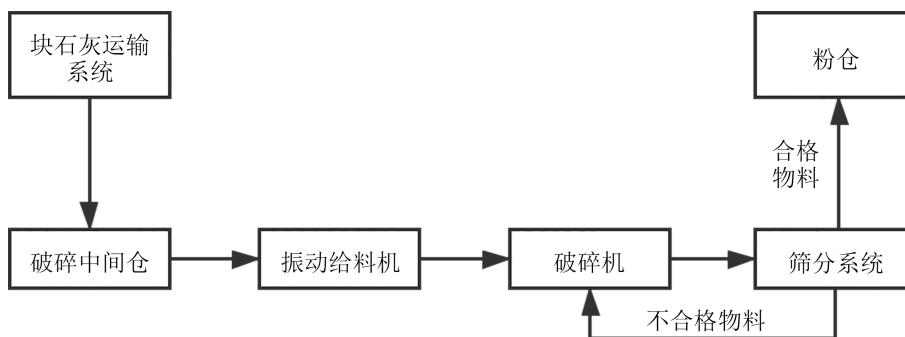 块石灰运输
系统
粉仓
合格
物料
破碎中间仓
振动给料机
破碎机
筛分系统
不合格物料